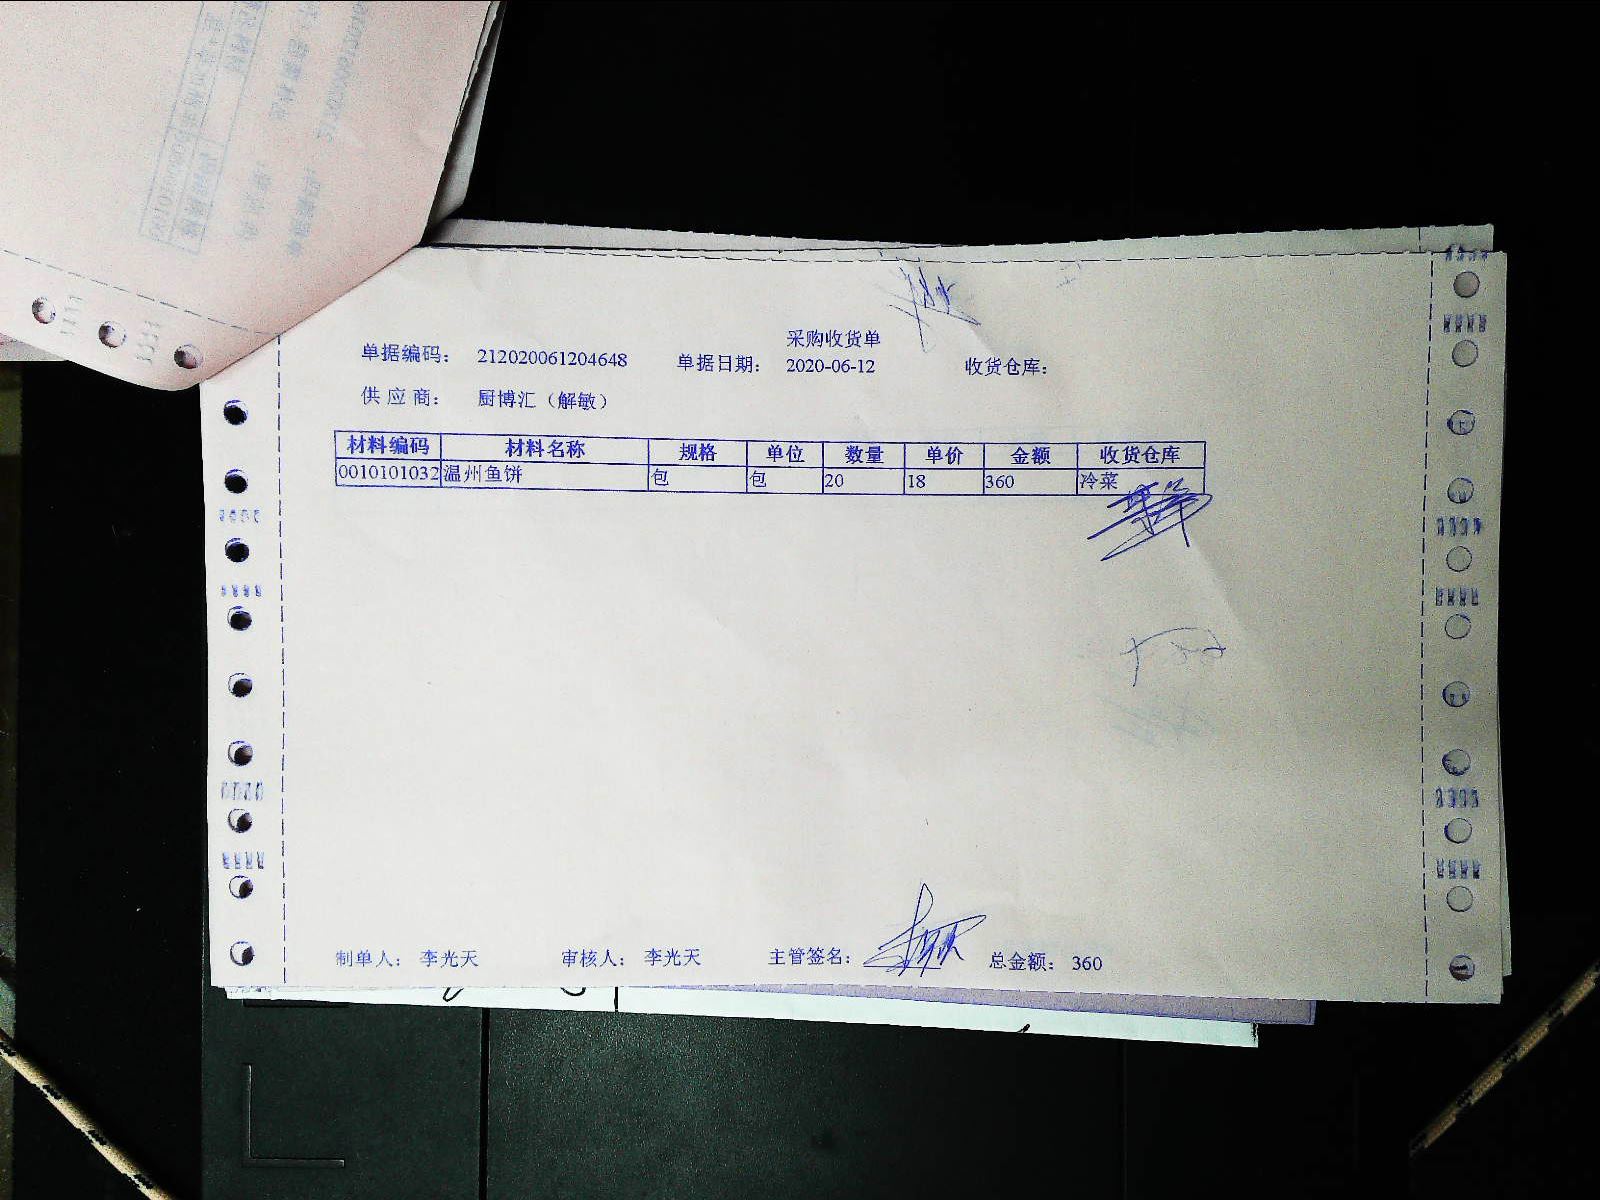 采购收货单
单据编码： 212020061204648 单据日期： 2020-06-12 收货仓库：
供应商： 厨博汇（解敏）
材料编码 材料名称 规格 单位 数量 单价 金额 收货仓库
0010101032 温州鱼饼 包 包 20 18 360 冷菜
制单人： 李光天 审核人： 李光天 主管签名： 总金额： 360